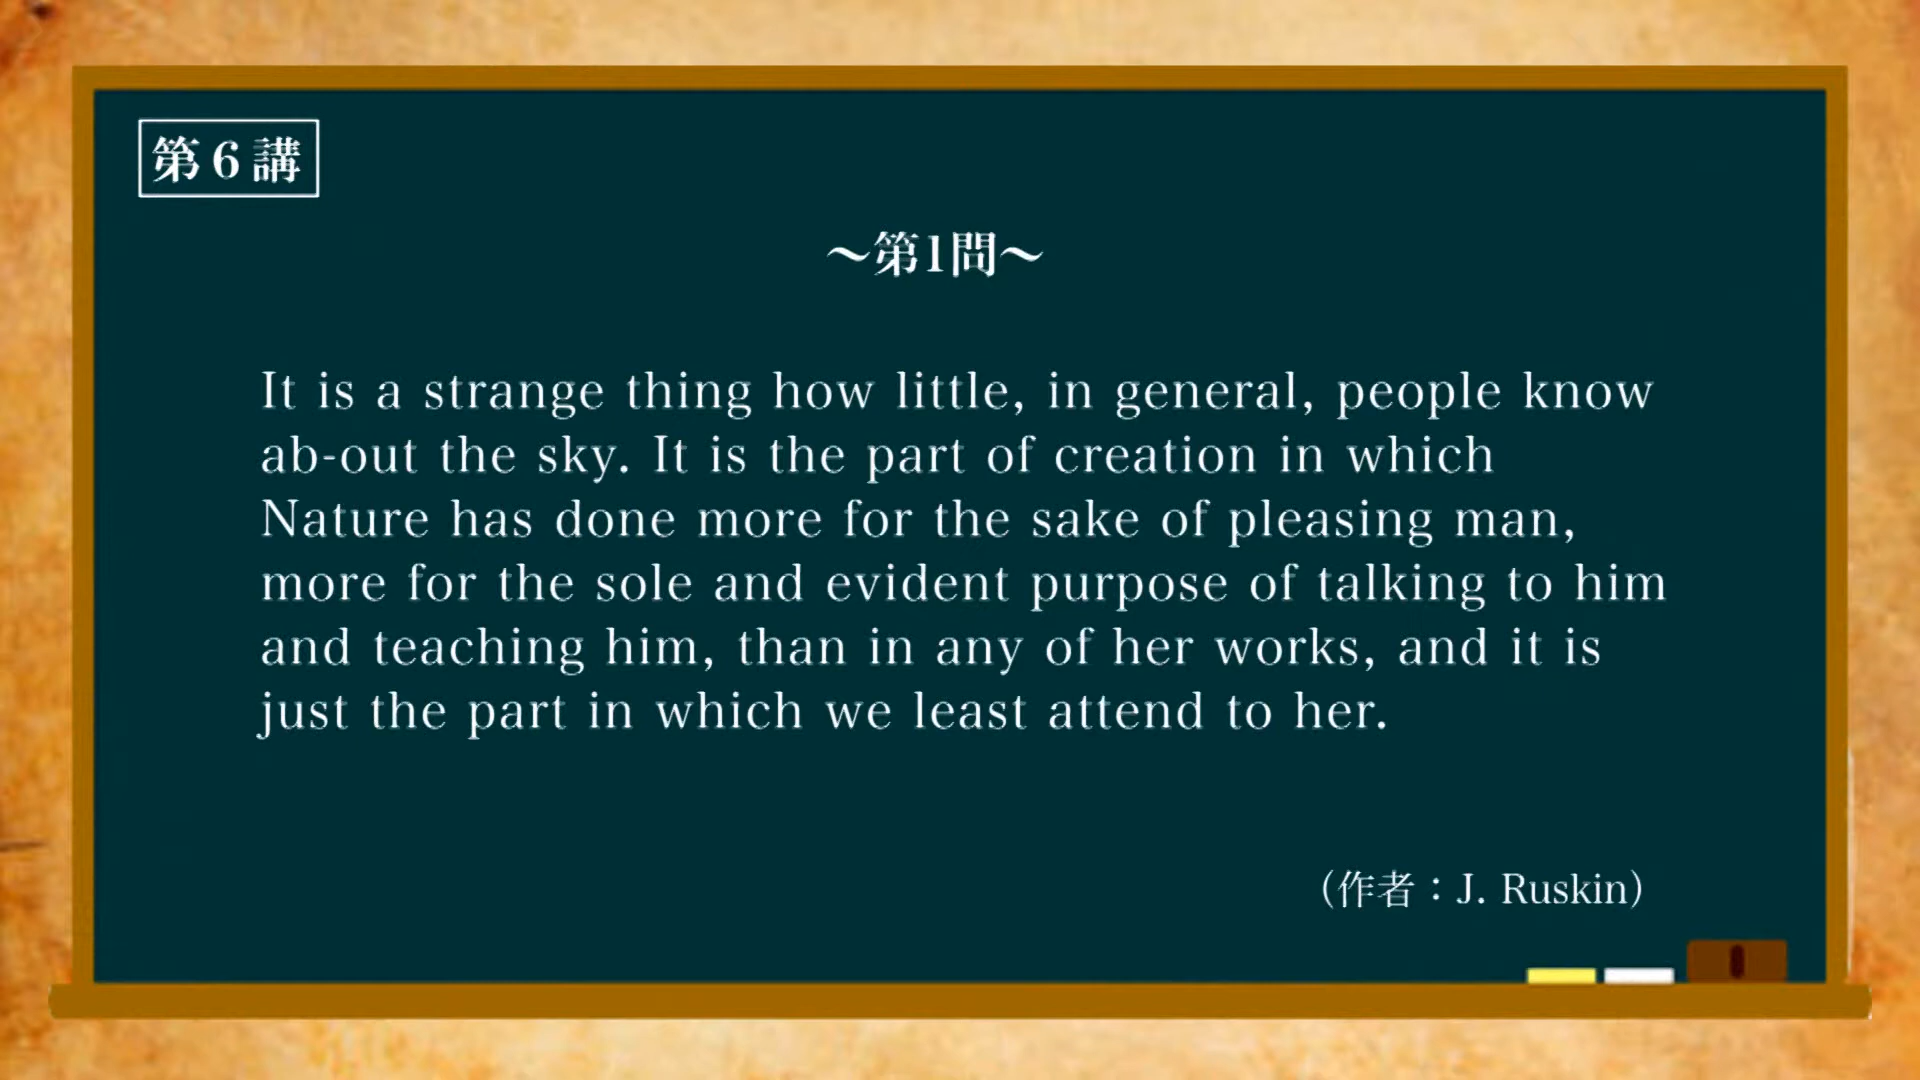 第6講
～第1問～
It is a strange thing how little, in general, people know
ab-out the sky. It is the part of creation in which
Nature has done more for the sake of pleasing man,
more for the sole and evident purpose of talking to him
and teaching him, than in any of her works, and it is
just the part in which we least attend to her.
(作者：J. Ruskin)